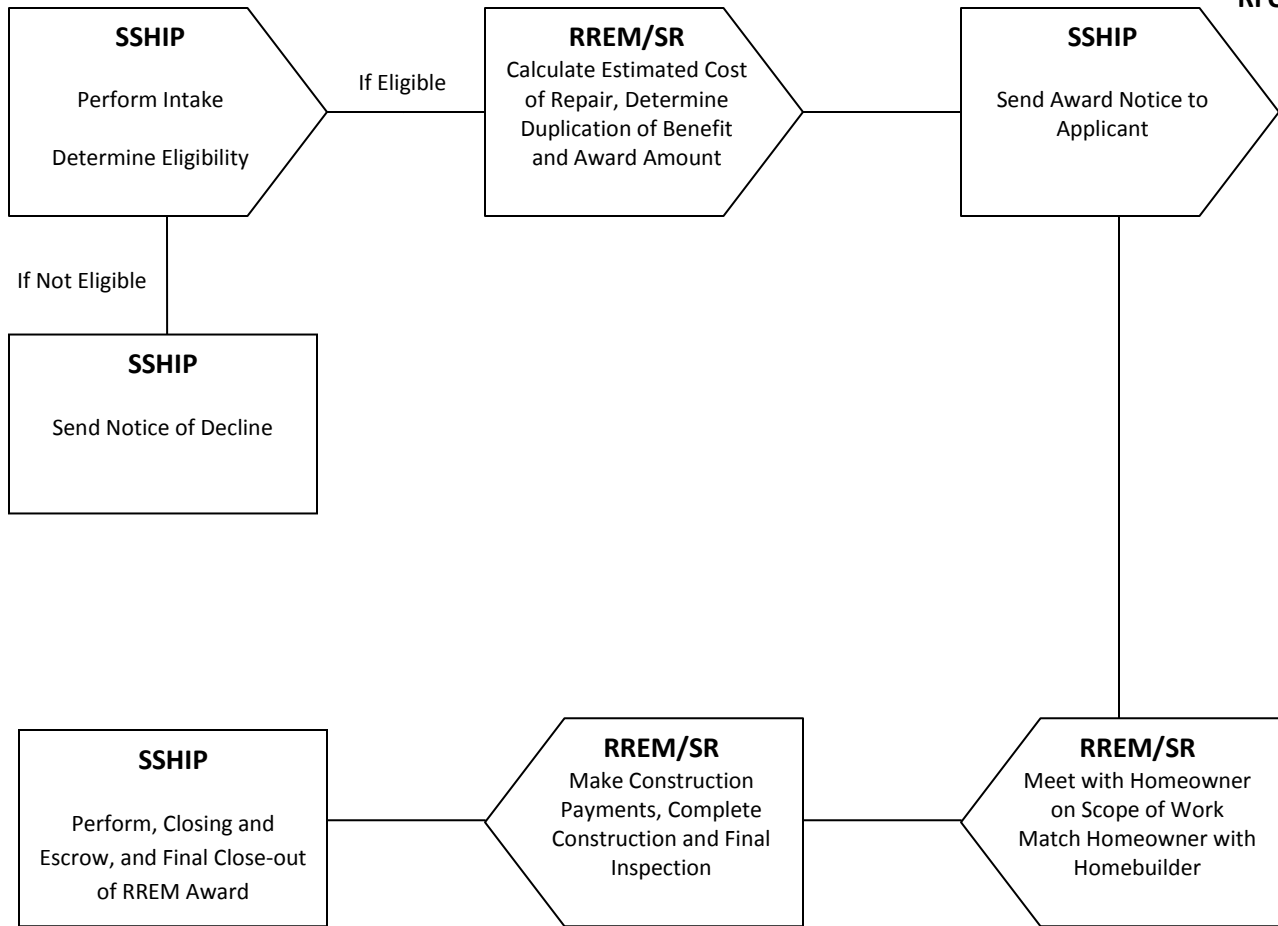 SSHIP
Perform Intake
Determine Eligibility
If Eligible
RREM/SR
Calculate Estimated Cost
of Repair, Determine
Duplication of Benefit
and Award Amount
SSHIP
Send Award Notice to
Applicant
If Not Eligible
SSHIP
Send Notice of Decline
RREM/SR
Meet with Homeowner
on Scope of Work
Match Homeowner with
Homebuilder
RREM/SR
Make Construction
Payments, Complete
Construction and Final
Inspection
SSHIP
Perform, Closing and
Escrow, and Final Close-out
of RREM Award